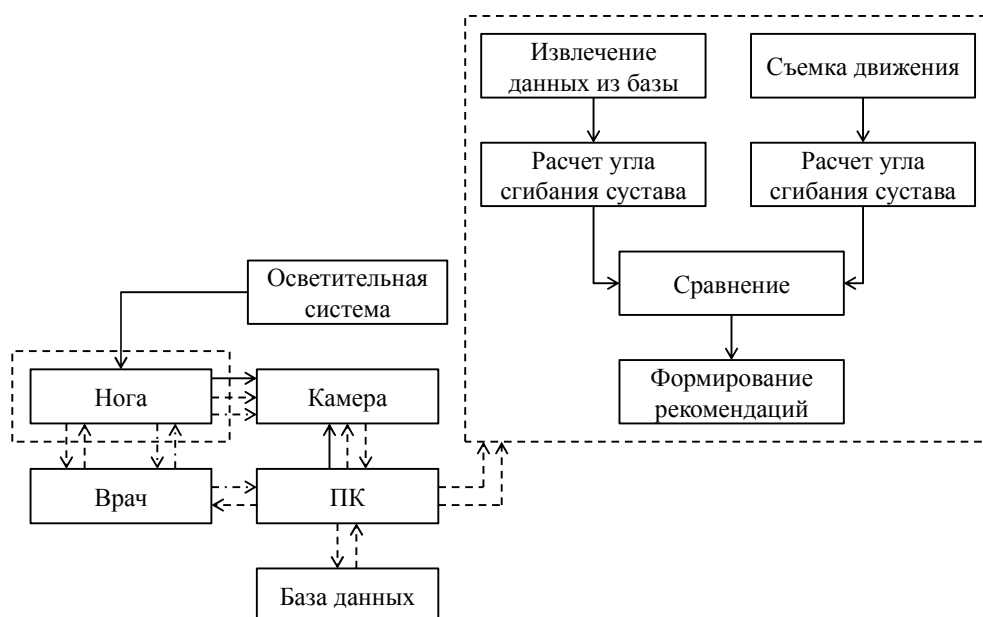 Извлечение
данных из базы
Съемка движения
Расчет угла
сгибания сустава
Расчет угла
сгибания сустава
Сравнение
Формирование
рекомендаций
Осветительная
система
Нога
Камера
Врач
ПК
База данных